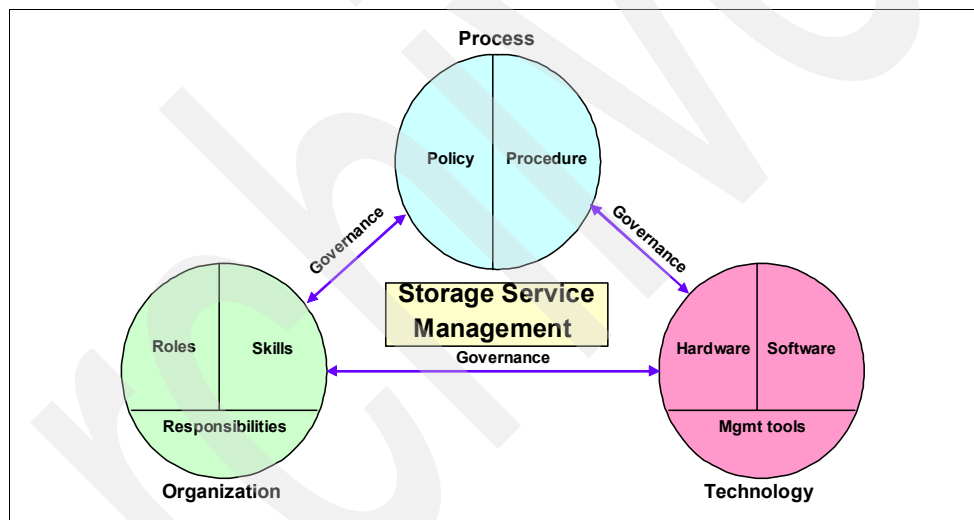 Process
Policy
Procedure
Governance
Governance
Storage Service
Management
Governance
Roles
Skills
Responsibilities
Organization
Hardware
Software
Mgmt tools
Technology